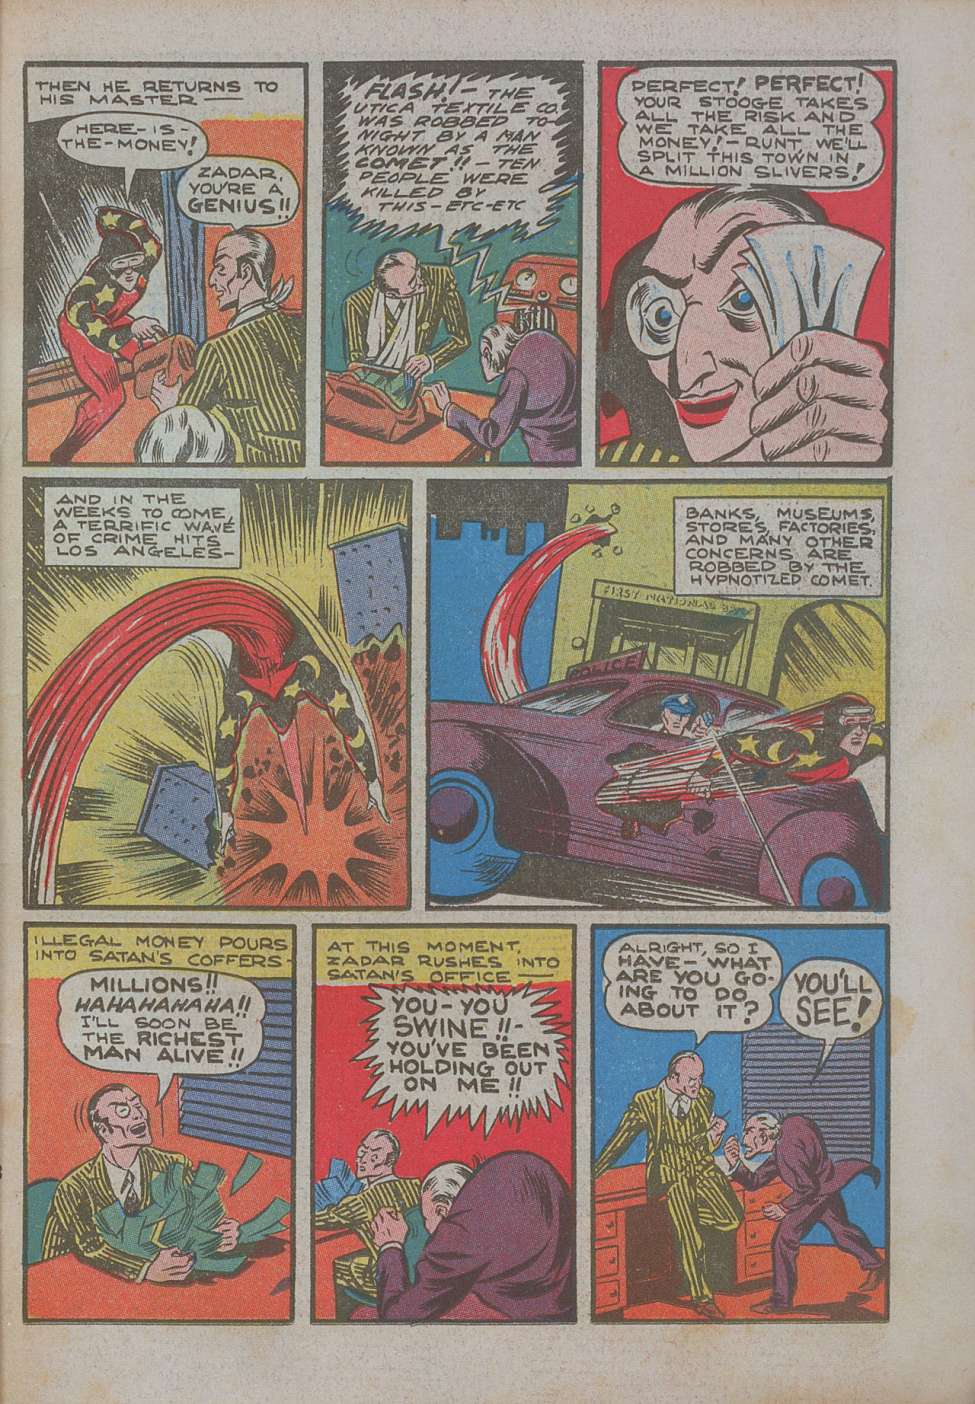 THEN HE RETURNS TO
HIS MASTER—
HERE-IS-
THE-MONEY!
ZADAR,
YOU'RE A
GENIUS!!
FLASH!- THE
UTICA TEXTILE CO.
WAS ROBBED TO-
NIGHT BY A MAN
KNOWN AS THE
COMET!! - TEN
PEOPLE WERE
KILLED BY
THIS-ETC-ETC
PERFECT! PERFECT!
YOUR STOOGE TAKES
ALL THE RISK AND
WE TAKE ALL THE
MONEY!- RUNT, WE'LL
SPLIT THIS TOWN IN
A MILLION SLIVERS!
AND IN THE
WEEKS TO COME
A TERRIFIC WAVE
OF CRIME HITS
LOS ANGELES-
BANKS, MUSEUMS,
STORE'S, FACTORIES,
AND MANY OTHER
CONCERNS ARE
ROBBED BY THE
HYPNOTIZED COMET.
FIRST NATIONAL BANK
POLICE
ILLEGAL MONEY POURS
INTO SATAN'S COFFERS-
MILLIONS!!
HAHAHAHAHA!!
I'LL SOON BE
THE RICHEST
MAN ALIVE!!
AT THIS MOMENT,
ZADAR RUSHES INTO
SATAN'S OFFICE—
YOU-YOU
SWINE!!-
YOU'VE BEEN
HOLDING OUT
ON ME!!
ALRIGHT, SO I
HAVE-WHAT
ARE YOU GO-
ING TO DO
ABOUT IT?
YOU'LL
SEE!